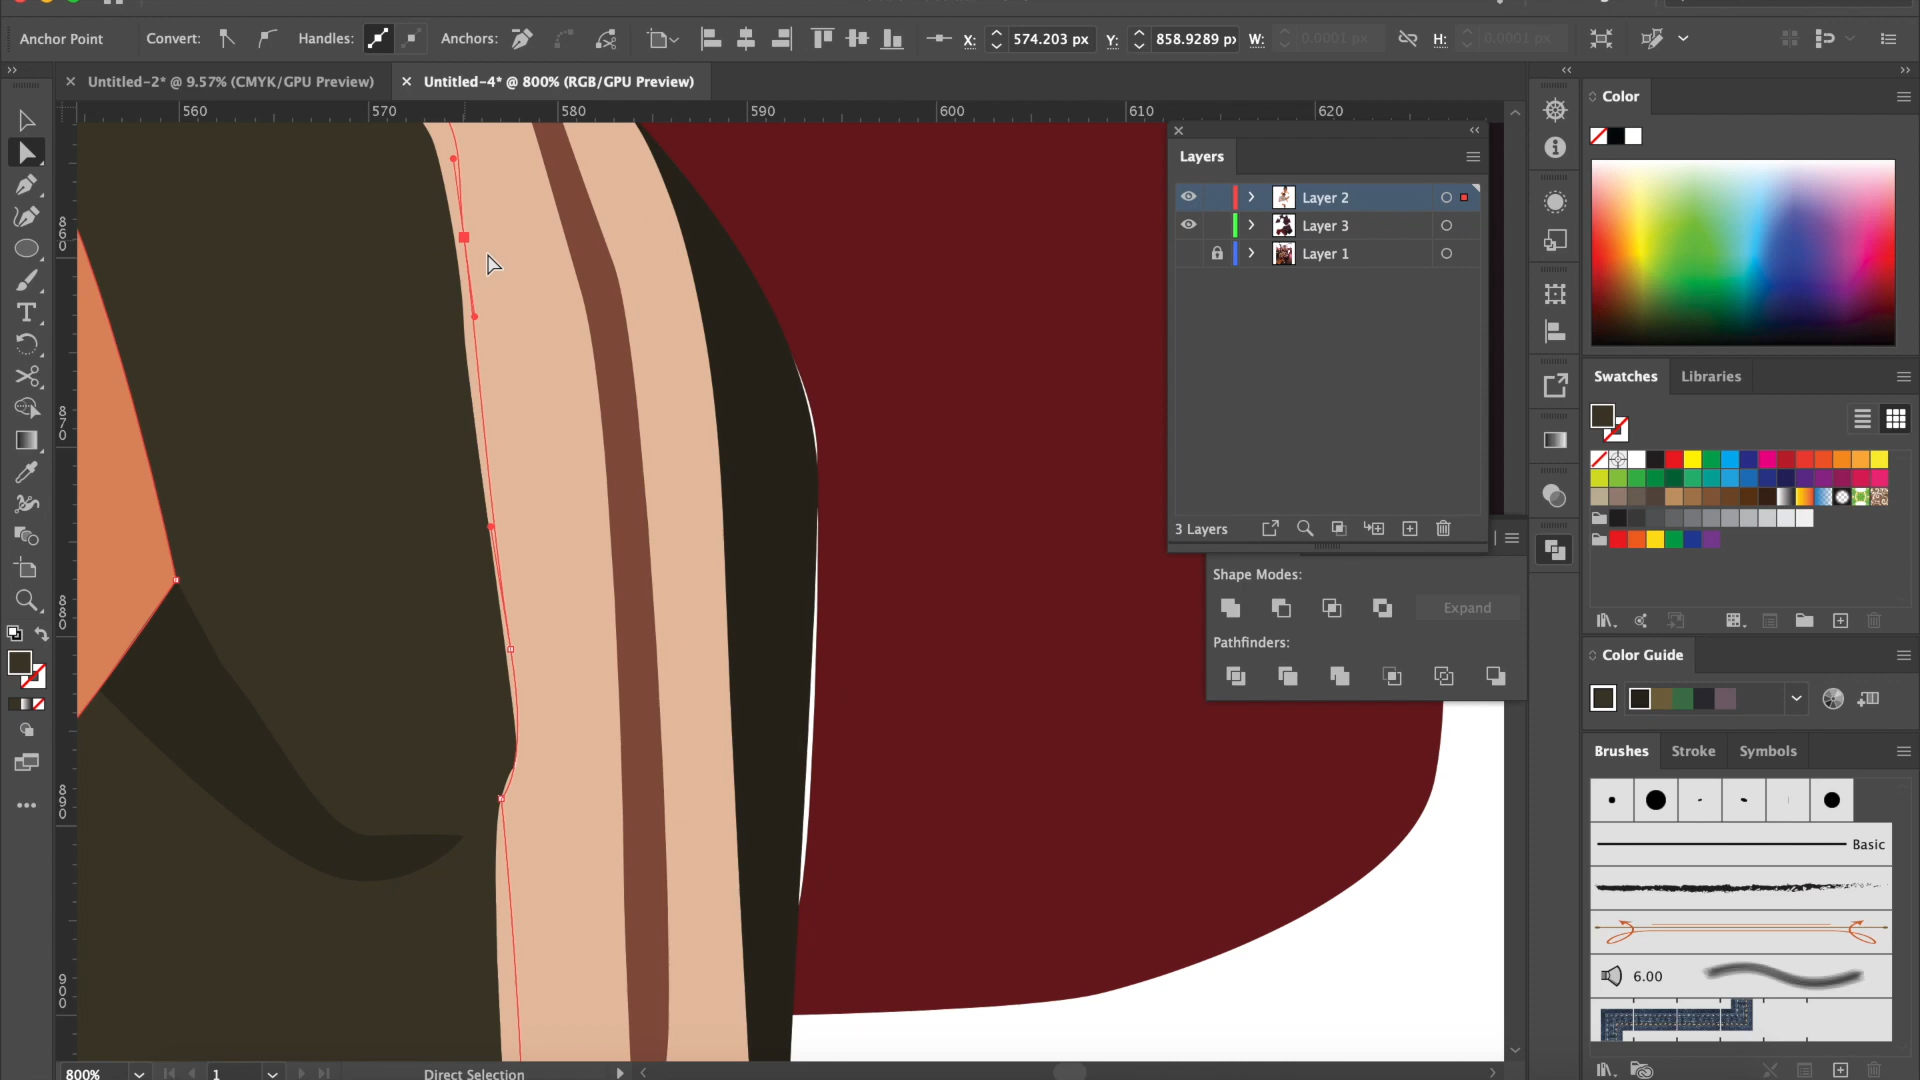 Anchor Point Convert: Handles: Anchors: X: 574.203 px Y: 858.9289 px W: 0.0001 px H: 0.0001 px
Untitled-2* @ 9.57% (CMYK/GPU Preview) Untitled-4* @ 800% (RGB/GPU Preview)
560 570 580 590 600 610 620
860
870
880
890
900
Layers
Layer 2
Layer 3
Layer 1
3 Layers
Shape Modes:
Expand
Pathfinders:
Color
Swatches Libraries
Color Guide
Brushes Stroke Symbols
Basic
6.00
800% 1 Direct Selection